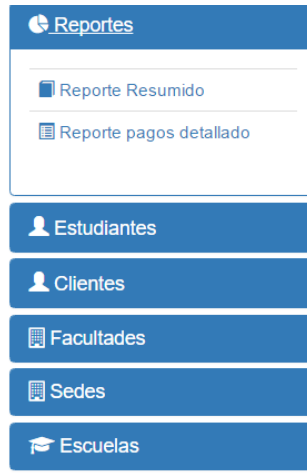 Reportes
Reporte Resumido
Reporte pagos detallado
Estudiantes
Clientes
Facultades
Sedes
Escuelas